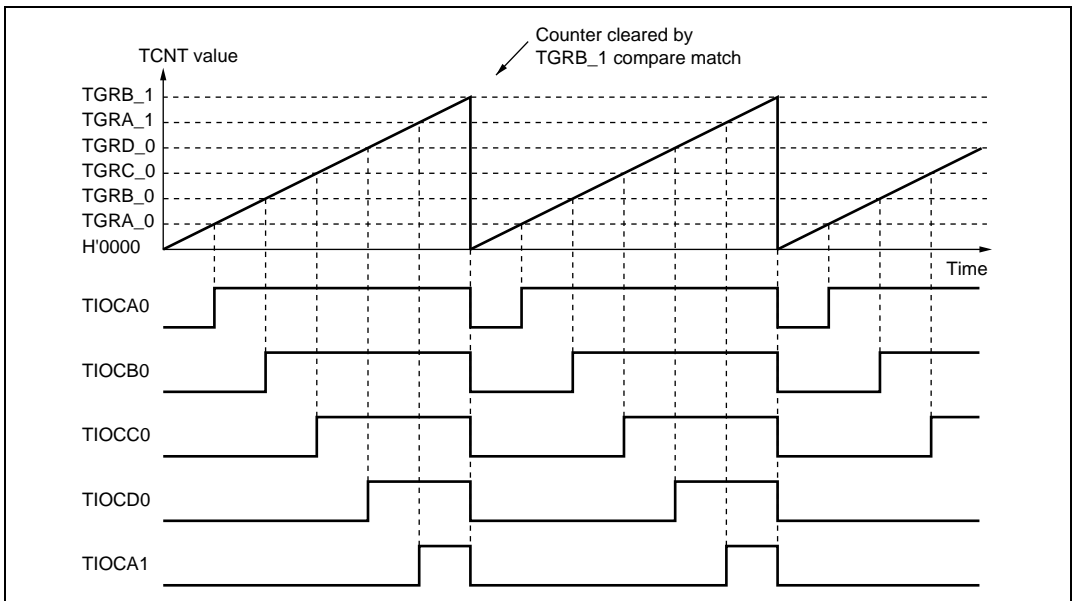 Counter cleared by
TGRB_1 compare match
TCNT value
TGRB_1
TGRA_1
TGRD_0
TGRC_0
TGRB_0
TGRA_0
H'0000
Time
TIOCA0
TIOCB0
TIOCC0
TIOCD0
TIOCA1